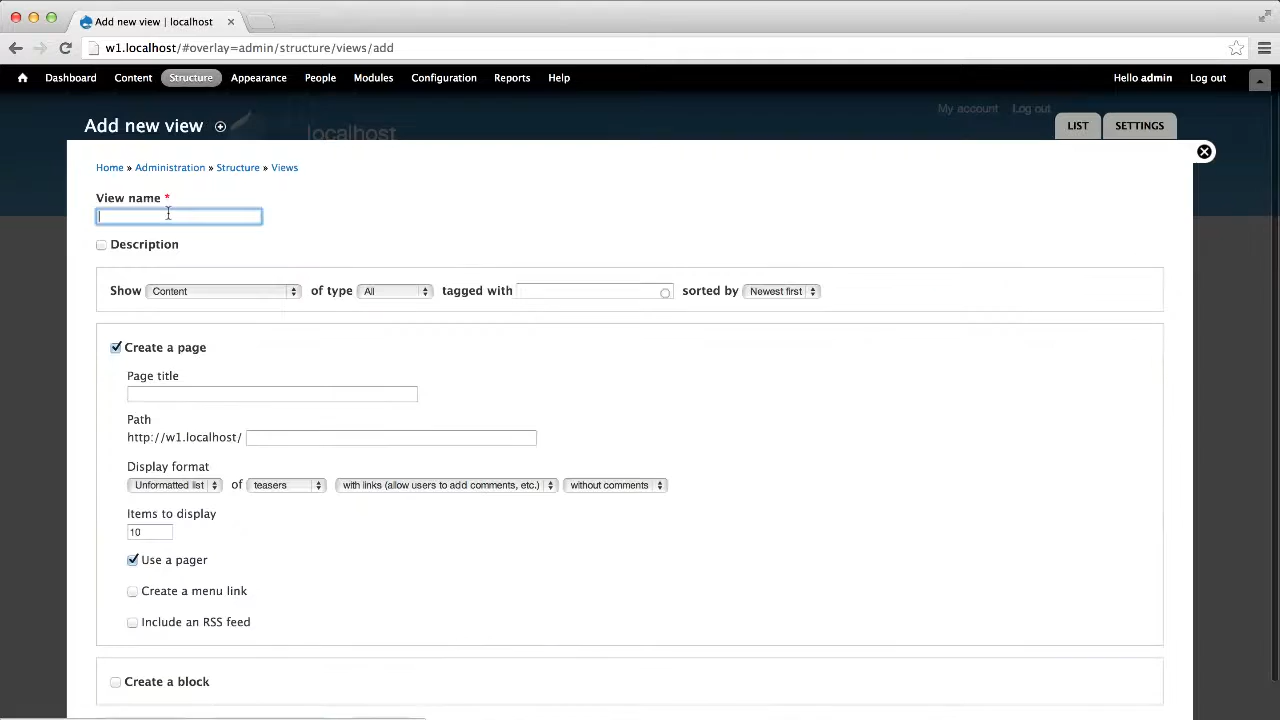 Add new view | localhost
w1.localhost/#overlay=admin/structure/views/add
Dashboard Content Structure Appearance People Modules Configuration Reports Help Hello admin Log out
My account Log out
Add new view localhost LIST SETTINGS
Home » Administration » Structure » Views
View name *
Description
Show Content of type All tagged with sorted by Newest first
Create a page
Page title
Path
http://w1.localhost/
Display format
Unformatted list of teasers with links (allow users to add comments, etc.) without comments
Items to display
10
Use a pager
Create a menu link
Include an RSS feed
Create a block